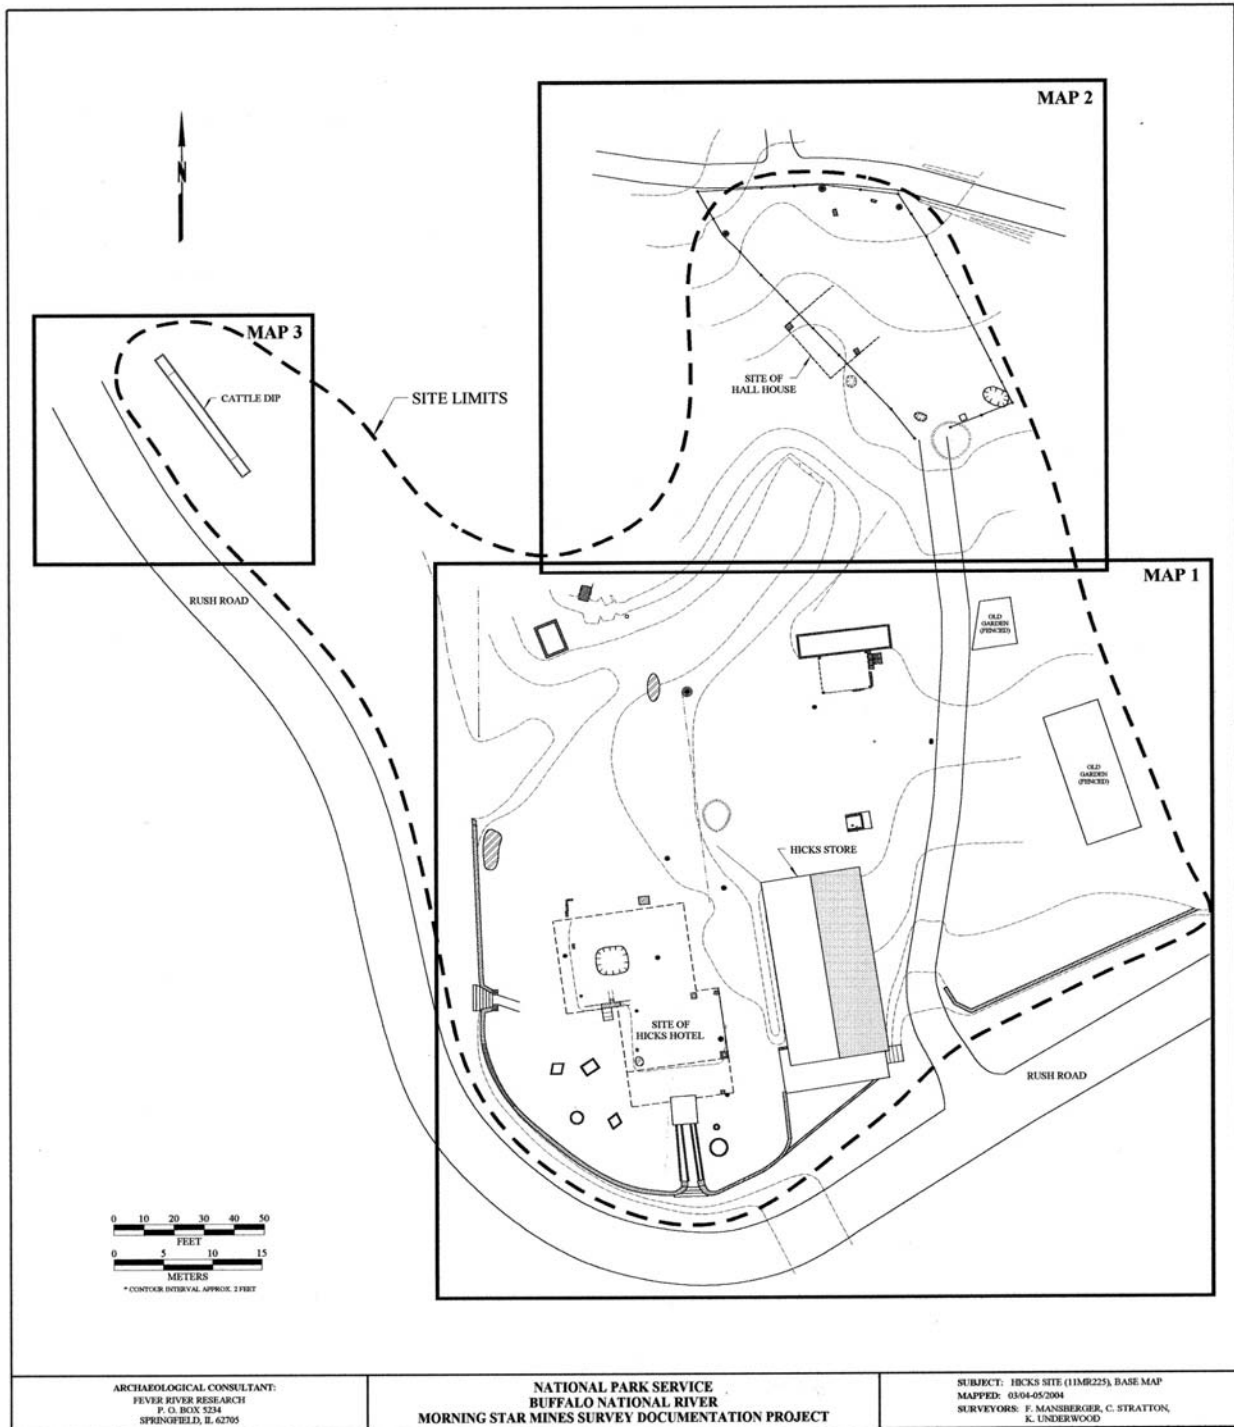 MAP 2
N
MAP 3
CATTLE DIP
SITE LIMITS
SITE OF
HALL HOUSE
RUSH ROAD
MAP 1
OLD
GARDEN
(FENCED)
OLD
GARDEN
(FENCED)
HICKS STORE
SITE OF
HICKS HOTEL
RUSH ROAD
0 10 20 30 40 50
FEET
0 5 10 15
METERS
* CONTOUR INTERVAL APPROX. 2 FEET
ARCHAEOLOGICAL CONSULTANT:
FEVER RIVER RESEARCH
P. O. BOX 5234
SPRINGFIELD, IL 62705
NATIONAL PARK SERVICE
BUFFALO NATIONAL RIVER
MORNING STAR MINES SURVEY DOCUMENTATION PROJECT
SUBJECT: HICKS SITE (11MR225), BASE MAP
MAPPED: 03/04-05/2004
SURVEYORS: F. MANSBERGER, C. STRATTON,
K. UNDERWOOD